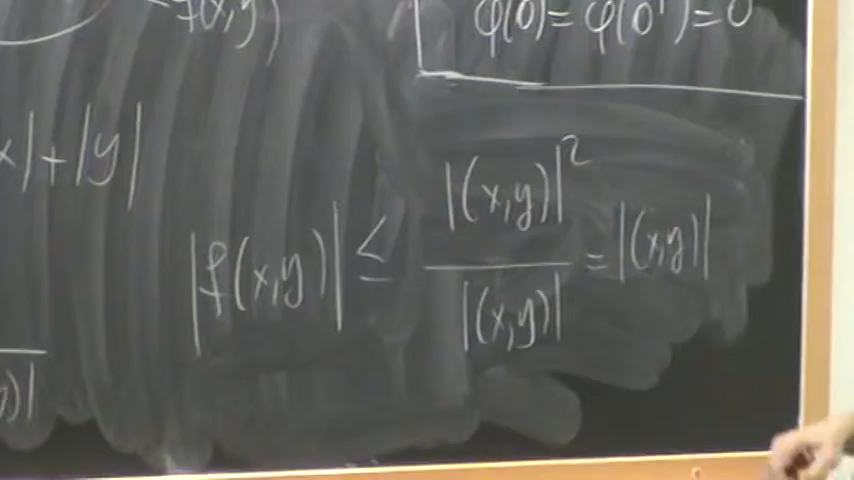 f(x,y)
φ(0) = φ(0⁺) = 0
x| + |y|
|f(x,y)| ≤ |(x,y)|² / |(x,y)| = |(x,y)|
)|